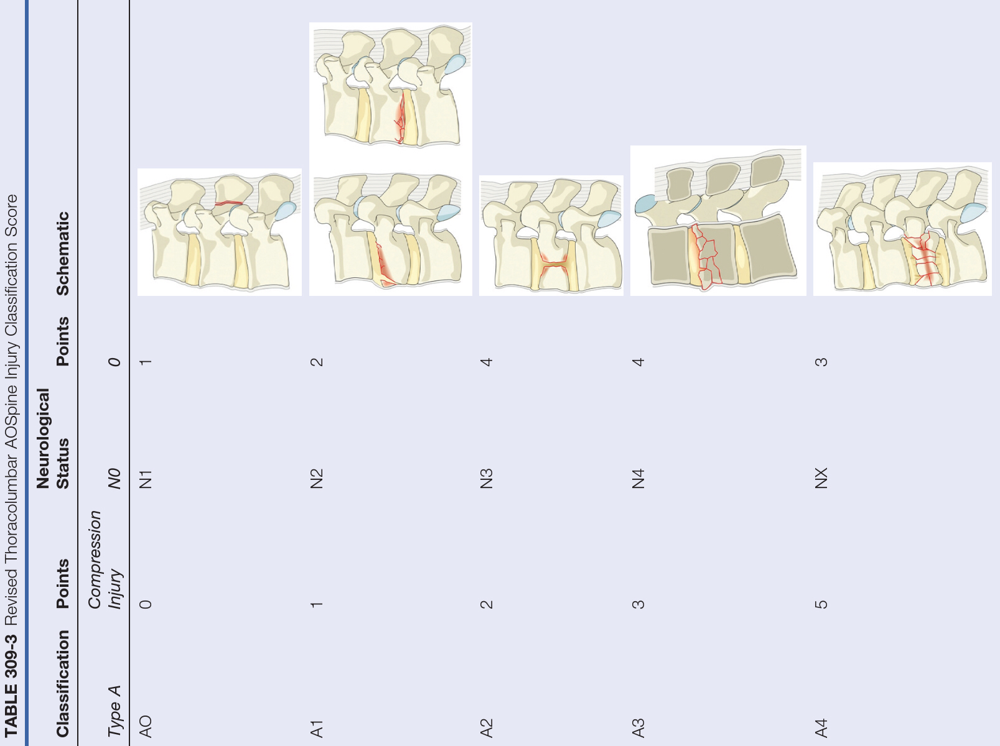 TABLE 309-3 Revised Thoracolumbar AOSpine Injury Classification Score
Neurological
Classification Points Status Points Schematic
Compression
Type A Injury N0 0
AO 0 N1 1
A1 1 N2 2
A2 2 N3 4
A3 3 N4 4
A4 5 NX 3